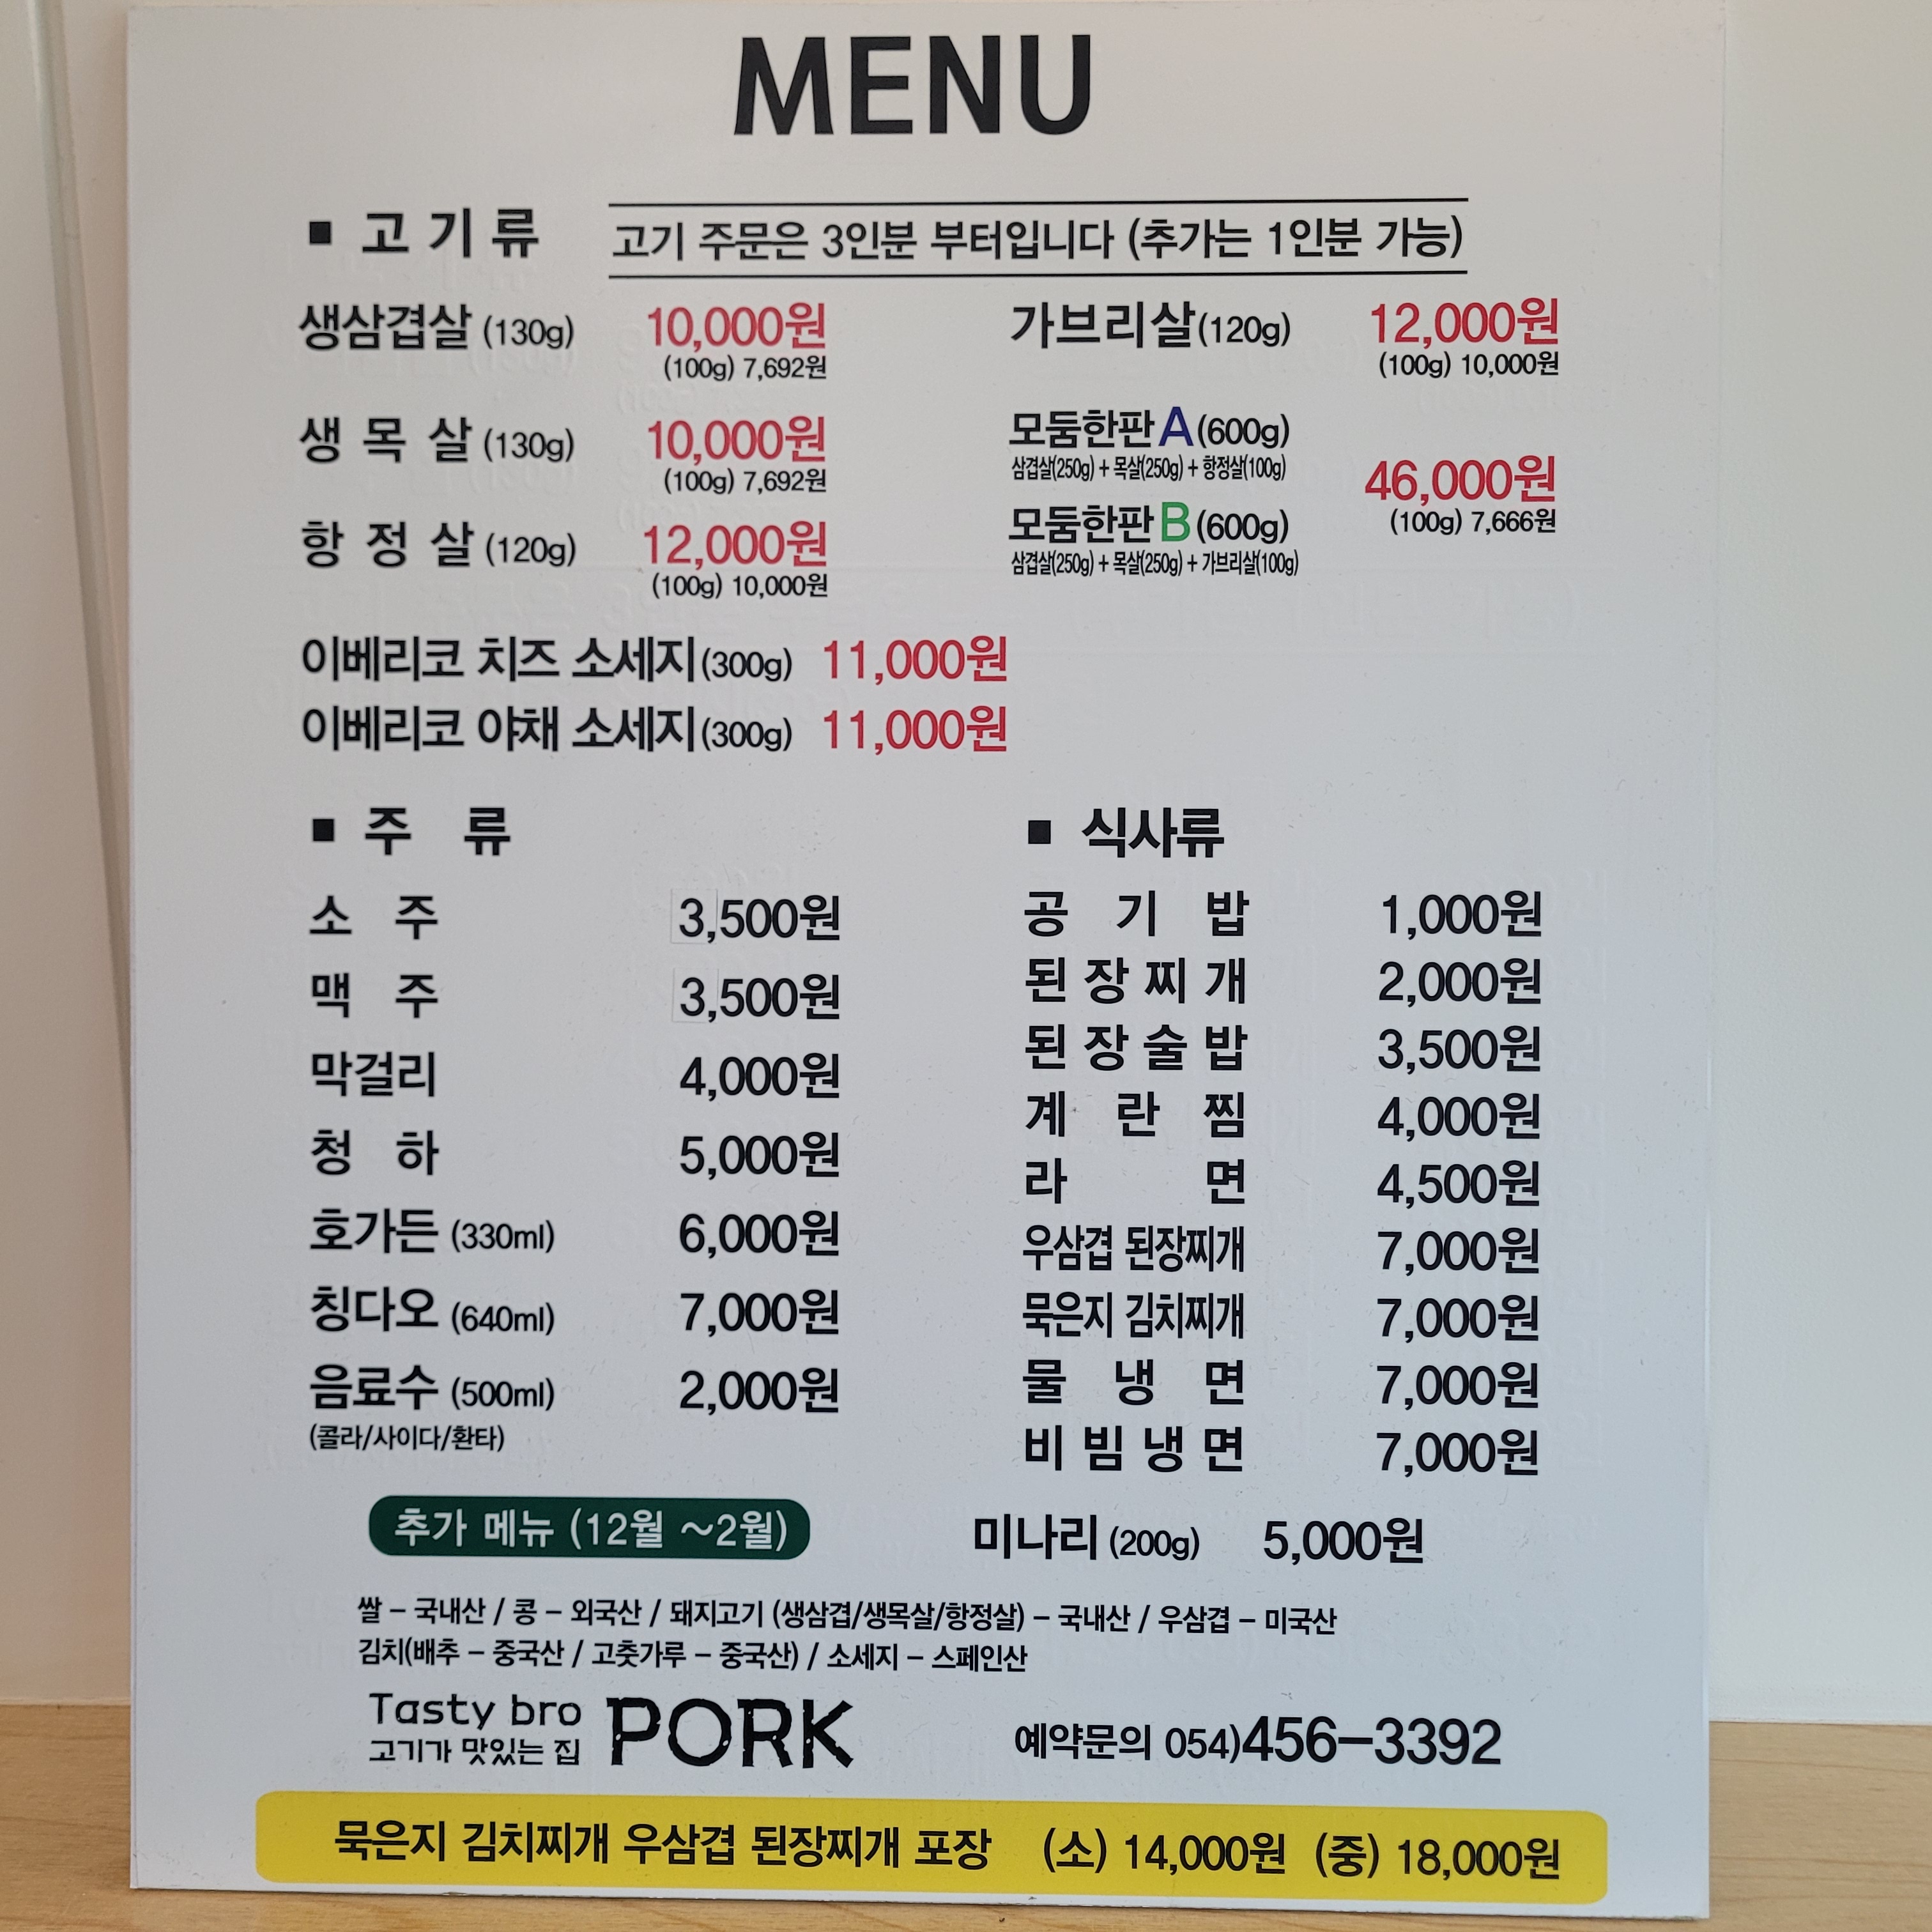 MENU
■ 고기류 고기 주문은 3인분 부터입니다 (추가는 1인분 가능)
생삼겹살 (130g) 10,000원
(100g) 7,692원
생목살 (130g) 10,000원
(100g) 7,692원
항정살 (120g) 12,000원
(100g) 10,000원
가브리살(120g) 12,000원
(100g) 10,000원
모둠한판A(600g)
삼겹살(250g) + 목살(250g) + 항정살(100g)
46,000원
(100g) 7,666원
모둠한판B(600g)
삼겹살(250g) + 목살(250g) + 가브리살(100g)
이베리코 치즈 소세지(300g) 11,000원
이베리코 야채 소세지(300g) 11,000원
■ 주 류
소 주 3,500원
맥 주 3,500원
막걸리 4,000원
청 하 5,000원
호가든 (330ml) 6,000원
칭다오 (640ml) 7,000원
음료수 (500ml) 2,000원
(콜라/사이다/환타)
■ 식사류
공기밥 1,000원
된장찌개 2,000원
된장술밥 3,500원
계란찜 4,000원
라면 4,500원
우삼겹 된장찌개 7,000원
묵은지 김치찌개 7,000원
물냉면 7,000원
비빔냉면 7,000원
추가 메뉴 (12월 ~2월) 미나리 (200g) 5,000원
쌀 – 국내산 / 콩 – 외국산 / 돼지고기 (생삼겹/생목살/항정살) – 국내산 / 우삼겹 – 미국산
김치(배추 – 중국산 / 고춧가루 – 중국산) / 소세지 – 스페인산
Tasty bro PORK
고기가 맛있는 집
예약문의 054)456-3392
묵은지 김치찌개 우삼겹 된장찌개 포장 (소) 14,000원 (중) 18,000원